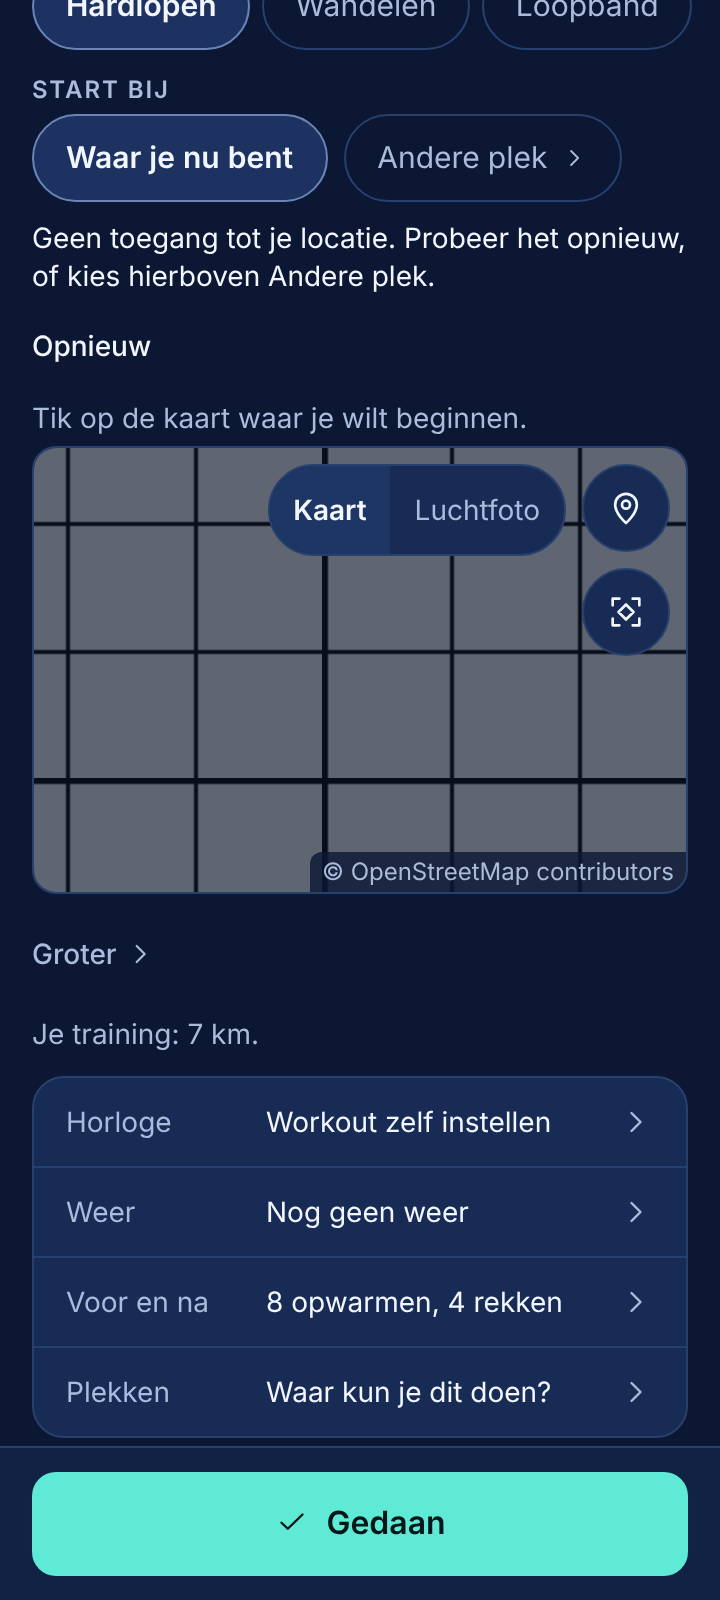 Hardlopen Wandelen Loopband
START BIJ
Waar je nu bent Andere plek
Geen toegang tot je locatie. Probeer het opnieuw,
of kies hierboven Andere plek.
Opnieuw
Tik op de kaart waar je wilt beginnen.
Kaart Luchtfoto
© OpenStreetMap contributors
Groter
Je training: 7 km.
Horloge Workout zelf instellen
Weer Nog geen weer
Voor en na 8 opwarmen, 4 rekken
Plekken Waar kun je dit doen?
Gedaan